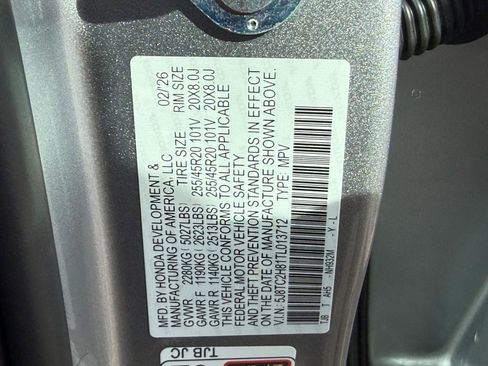 MFD. BY HONDA DEVELOPMENT & 02/'26
MANUFACTURING OF AMERICA, LLC
TIRE SIZE RIM SIZE
GVWR 2280KG( 5027LBS)
GAWR F 1190KG( 2623LBS) 255/45R20 101V 20X8.0J
GAWR R 1140KG( 2513LBS) 255/45R20 101V 20X8.0J
THIS VEHICLE CONFORMS TO ALL APPLICABLE
FEDERAL MOTOR VEHICLE SAFETY
AND THEFT PREVENTION STANDARDS IN EFFECT
ON THE DATE OF MANUFACTURE SHOWN ABOVE.
V.I.N.: 5J8TC2H81TL013712 TYPE: MPV
TJB T AH5 -NH932M -Y - L
TJB JC